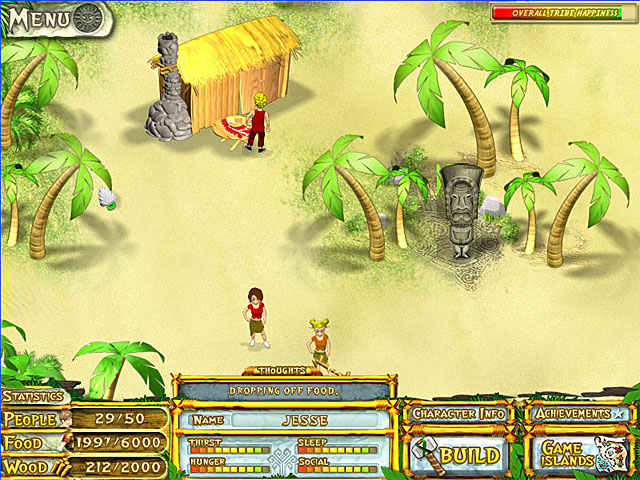 MENU
OVERALL TRIBE HAPPINESS
THOUGHTS
DROPPING OFF FOOD.
STATISTICS
PEOPLE 29/50
FOOD 1997/6000
WOOD 212/2000
NAME JESSE
THIRST SLEEP
HUNGER SOCIAL
CHARACTER INFO
ACHIEVEMENTS
BUILD
GAME ISLANDS